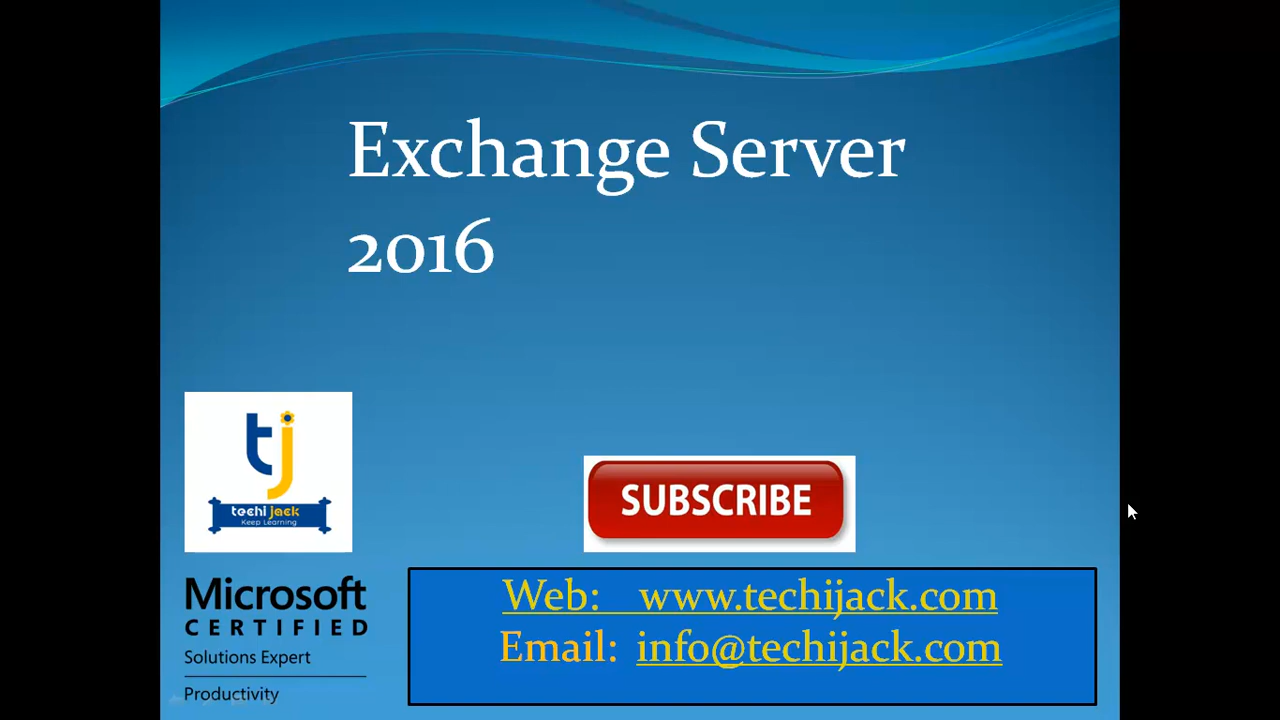 Exchange Server
2016
tj
techi jack
Keep Learning
SUBSCRIBE
Microsoft
CERTIFIED
Solutions Expert
Productivity
Web: www.techijack.com
Email: info@techijack.com